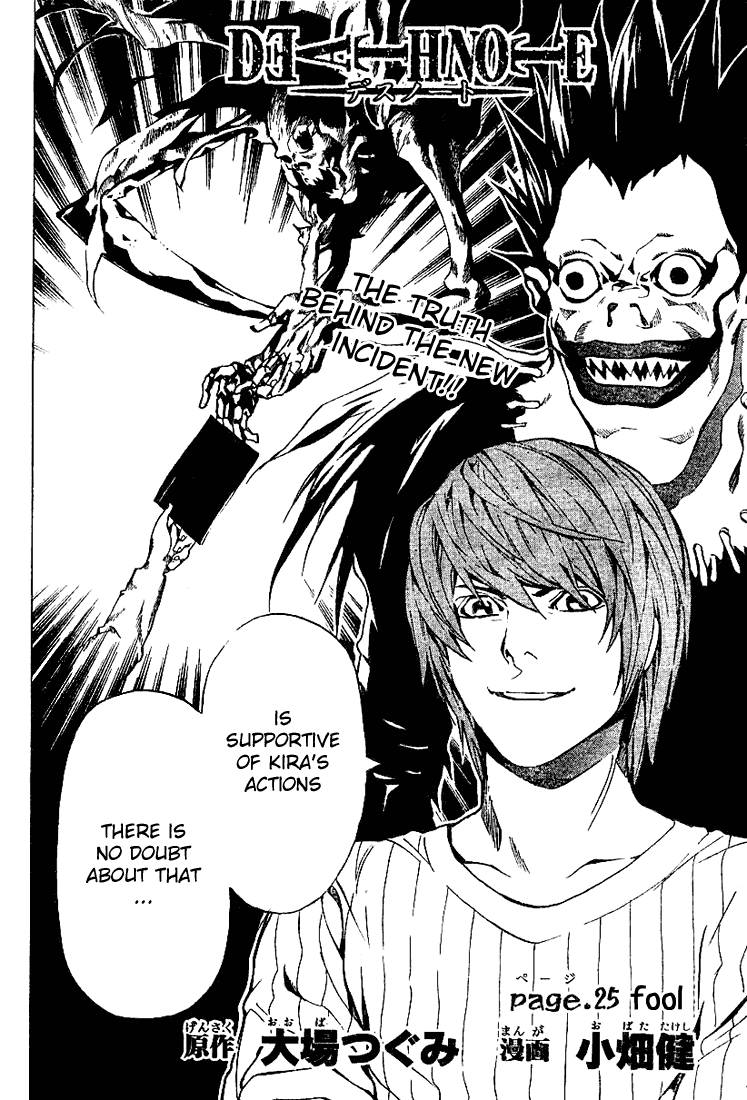 DEATH NOTE
デスノート
THE TRUTH
BEHIND THE NEW
INCIDENT!!
IS
SUPPORTIVE
OF KIRA'S
ACTIONS
THERE IS
NO DOUBT
ABOUT THAT
...
ページ
page.25 fool
げんさく おおば まんが おばた たけし
原作 大場つぐみ 漫画 小畑健